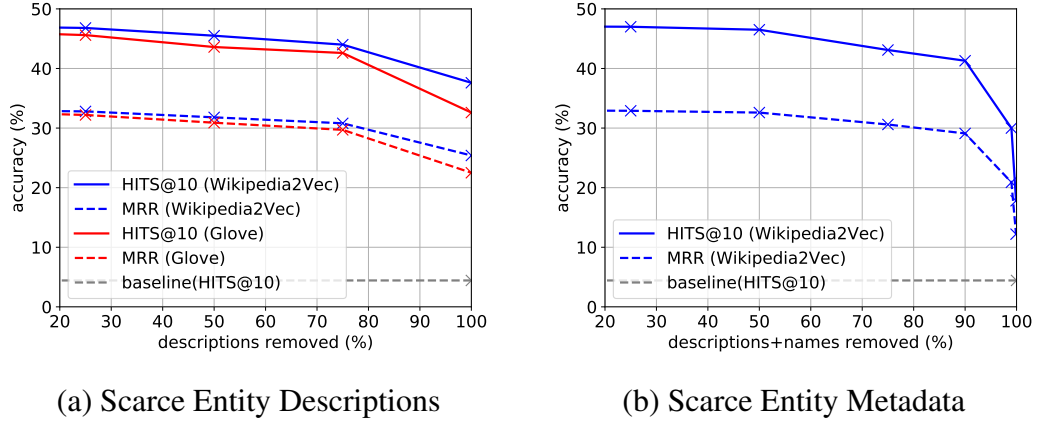 50
40
30
20
10
0
accuracy (%)
HITS@10 (Wikipedia2Vec)
MRR (Wikipedia2Vec)
HITS@10 (Glove)
MRR (Glove)
baseline(HITS@10)
20 30 40 50 60 70 80 90 100
descriptions removed (%)
(a) Scarce Entity Descriptions
50
40
30
20
10
0
accuracy (%)
HITS@10 (Wikipedia2Vec)
MRR (Wikipedia2Vec)
baseline(HITS@10)
20 30 40 50 60 70 80 90 100
descriptions+names removed (%)
(b) Scarce Entity Metadata